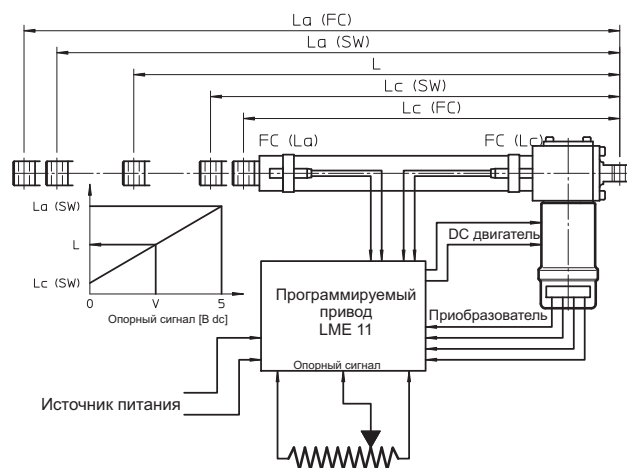 La (FC)
La (SW)
L
Lc (SW)
Lc (FC)
FC (La)
FC (Lc)
La (SW)
L
Lc (SW)
0
V
5
Опорный сигнал [В dc]
DC двигатель
Программируемый
привод
LME 11
Приобразователь
Опорный сигнал
Источник питания